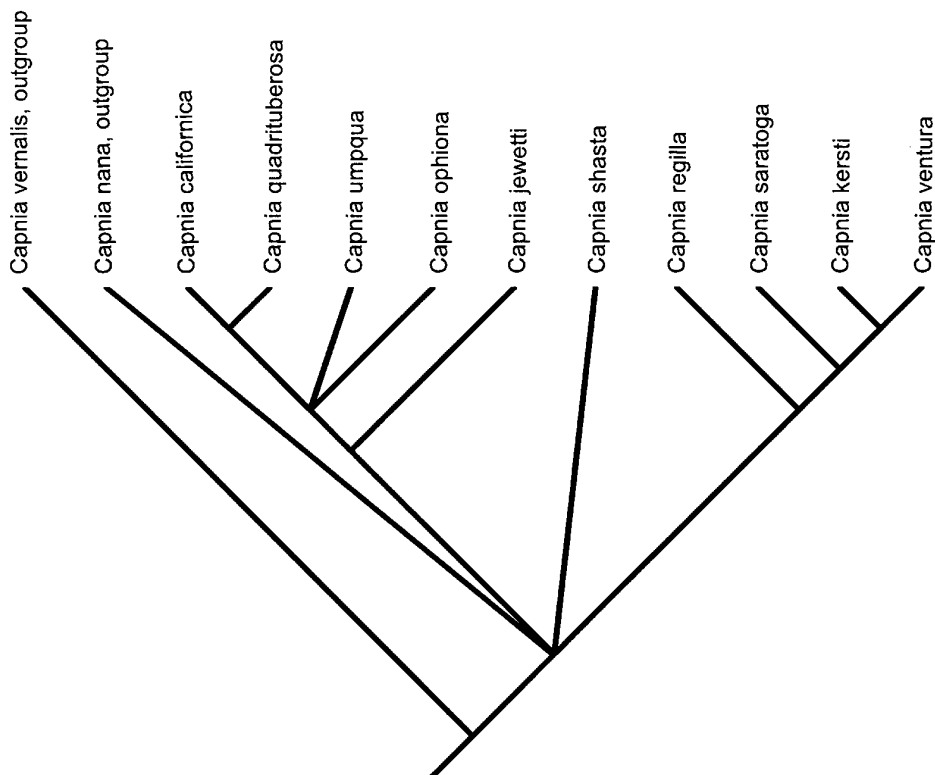 Capnia vernalis, outgroup
Capnia nana, outgroup
Capnia californica
Capnia quadrituberosa
Capnia umpqua
Capnia ophiona
Capnia jewetti
Capnia shasta
Capnia regilla
Capnia saratoga
Capnia kersti
Capnia ventura